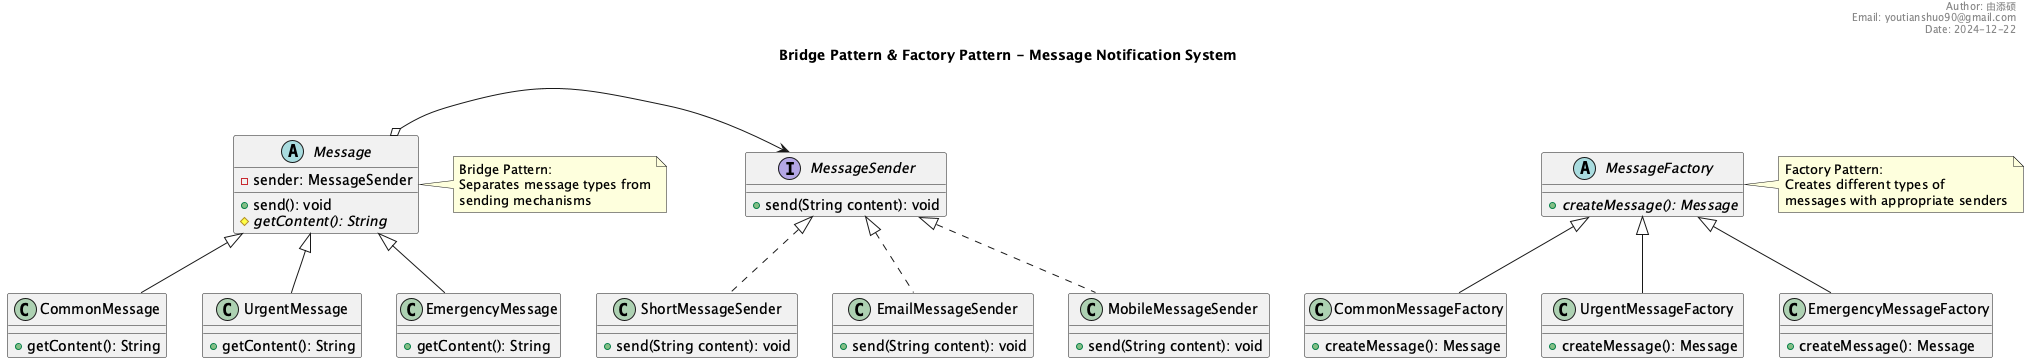 Author: 由添硕
Email: youtianshuo90@gmail.com
Date: 2024-12-22
Bridge Pattern & Factory Pattern - Message Notification System
A Message
sender: MessageSender
send(): void
getContent(): String
Bridge Pattern:
Separates message types from
sending mechanisms
I MessageSender
send(String content): void
A MessageFactory
createMessage(): Message
Factory Pattern:
Creates different types of
messages with appropriate senders
C CommonMessage
getContent(): String
C UrgentMessage
getContent(): String
C EmergencyMessage
getContent(): String
C ShortMessageSender
send(String content): void
C EmailMessageSender
send(String content): void
C MobileMessageSender
send(String content): void
C CommonMessageFactory
createMessage(): Message
C UrgentMessageFactory
createMessage(): Message
C EmergencyMessageFactory
createMessage(): Message